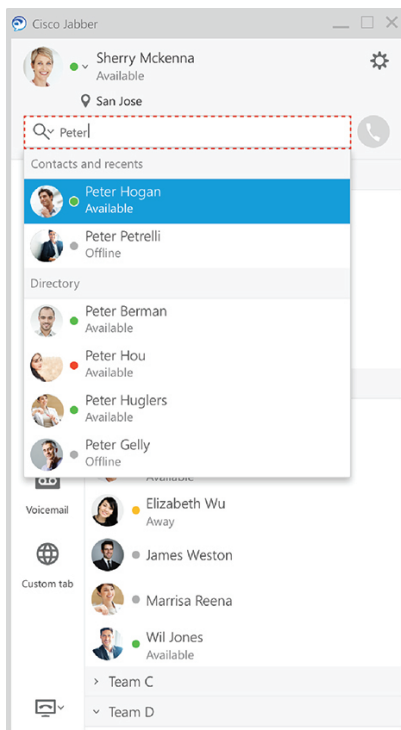 Cisco Jabber
Sherry Mckenna
Available
San Jose
Peter
Contacts and recents
Peter Hogan
Available
Peter Petrelli
Offline
Directory
Peter Berman
Available
Peter Hou
Available
Peter Huglers
Available
Peter Gelly
Offline
Available
Voicemail
Elizabeth Wu
Away
Custom tab
James Weston
Marrisa Reena
Wil Jones
Available
Team C
Team D